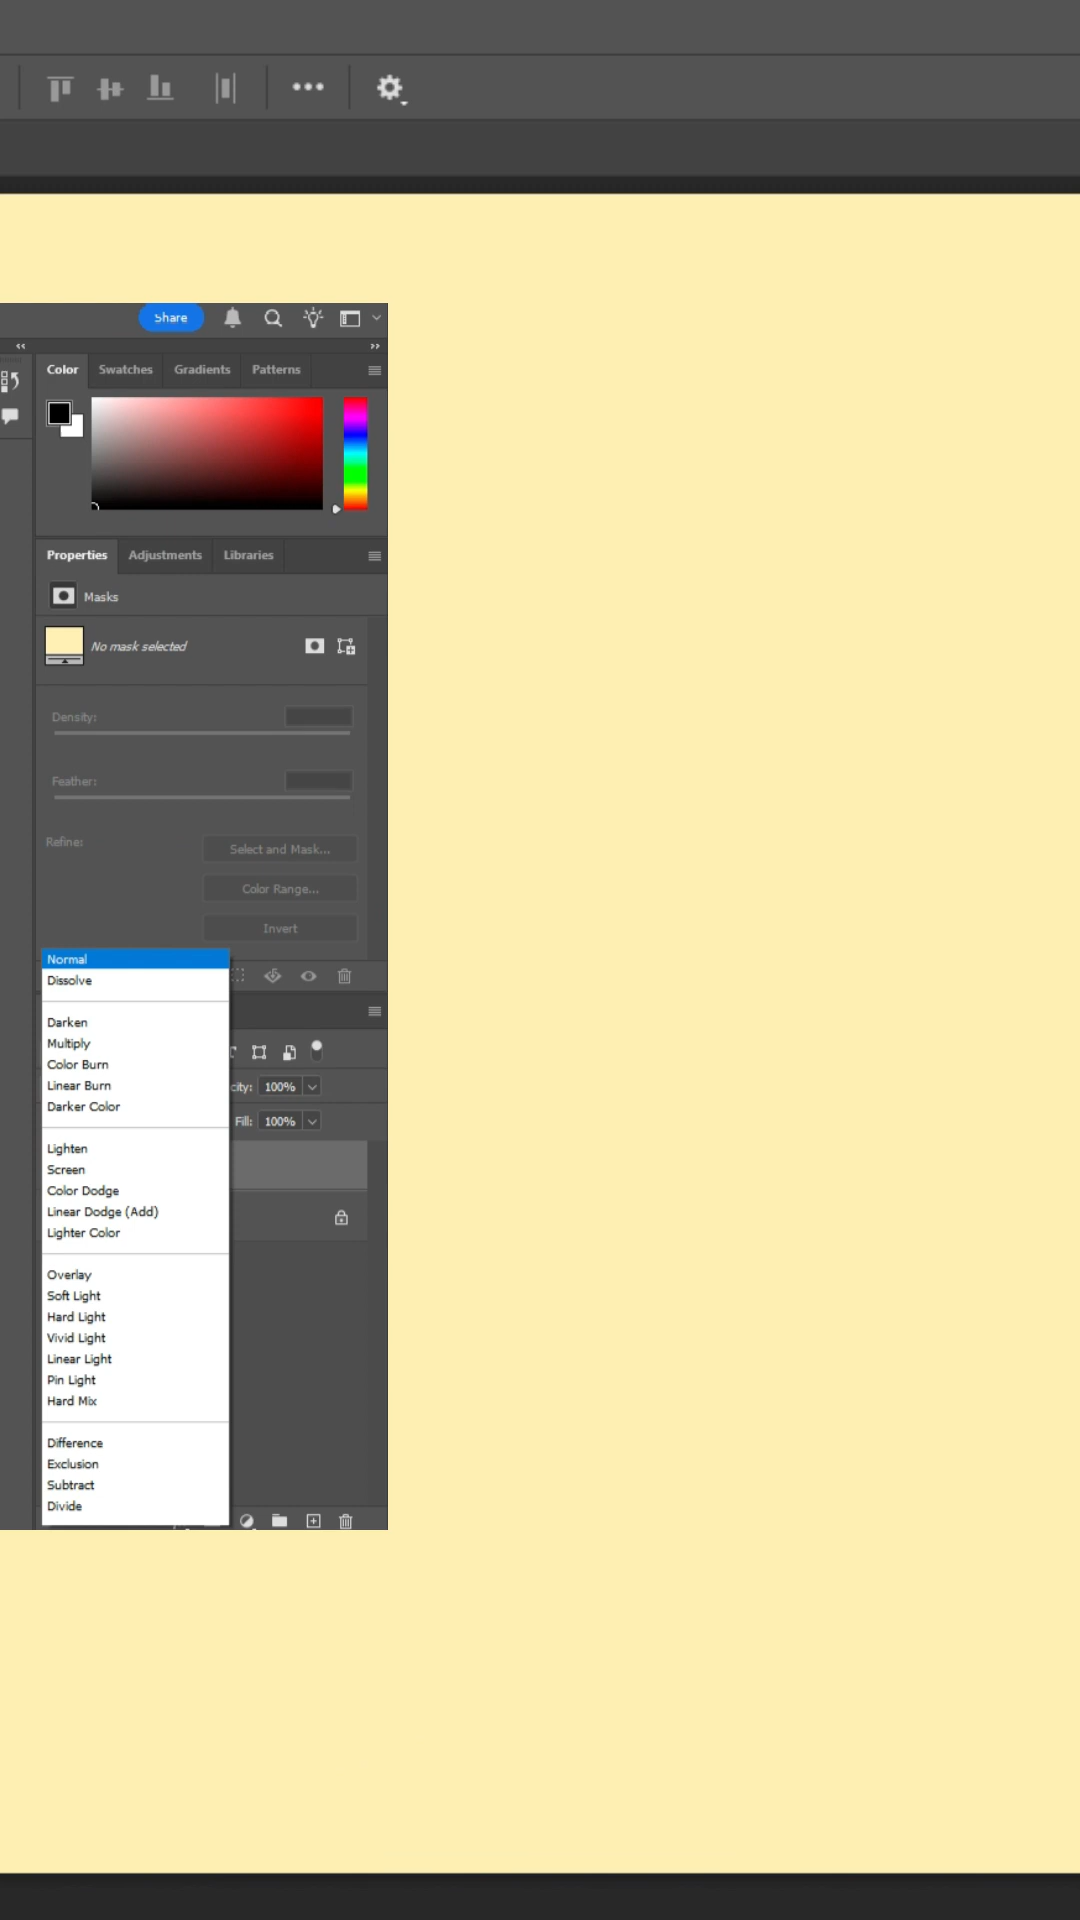 Share
Color Swatches Gradients Patterns
Properties Adjustments Libraries
Masks
No mask selected
Density:
Feather:
Refine:
Select and Mask...
Color Range...
Invert
Normal
Dissolve
Darken
Multiply
Color Burn
Linear Burn
Darker Color
Lighten
Screen
Color Dodge
Linear Dodge (Add)
Lighter Color
Overlay
Soft Light
Hard Light
Vivid Light
Linear Light
Pin Light
Hard Mix
Difference
Exclusion
Subtract
Divide
city: 100%
Fill: 100%